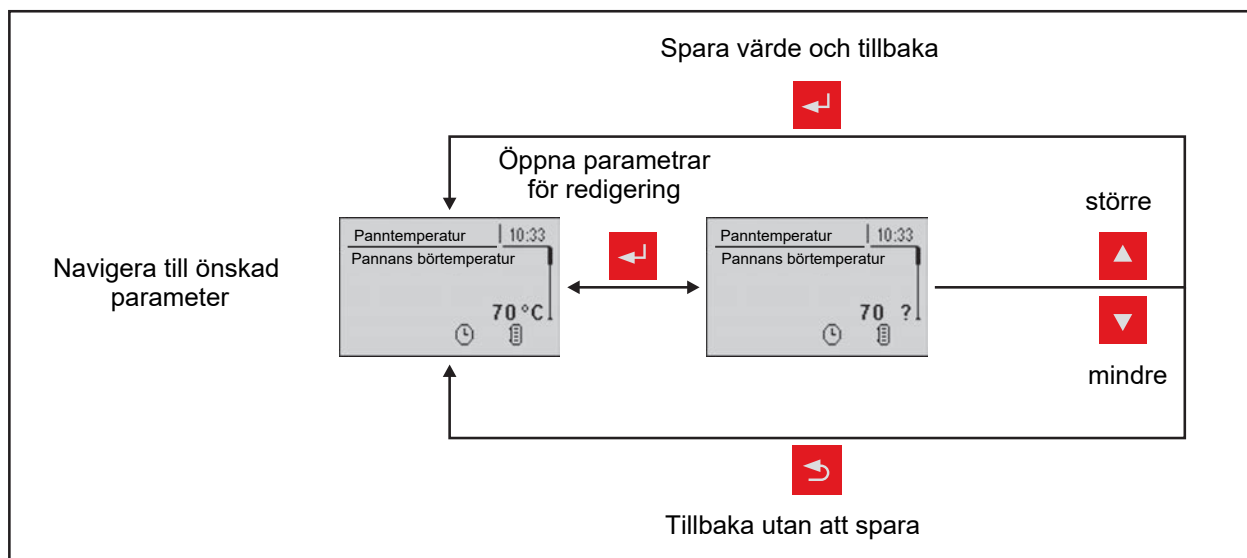 Spara värde och tillbaka
Öppna parametrar
för redigering
större
Panntemperatur 10:33
Pannans börtemperatur
70 °C
Panntemperatur 10:33
Pannans börtemperatur
70 ?
Navigera till önskad
parameter
mindre
Tillbaka utan att spara